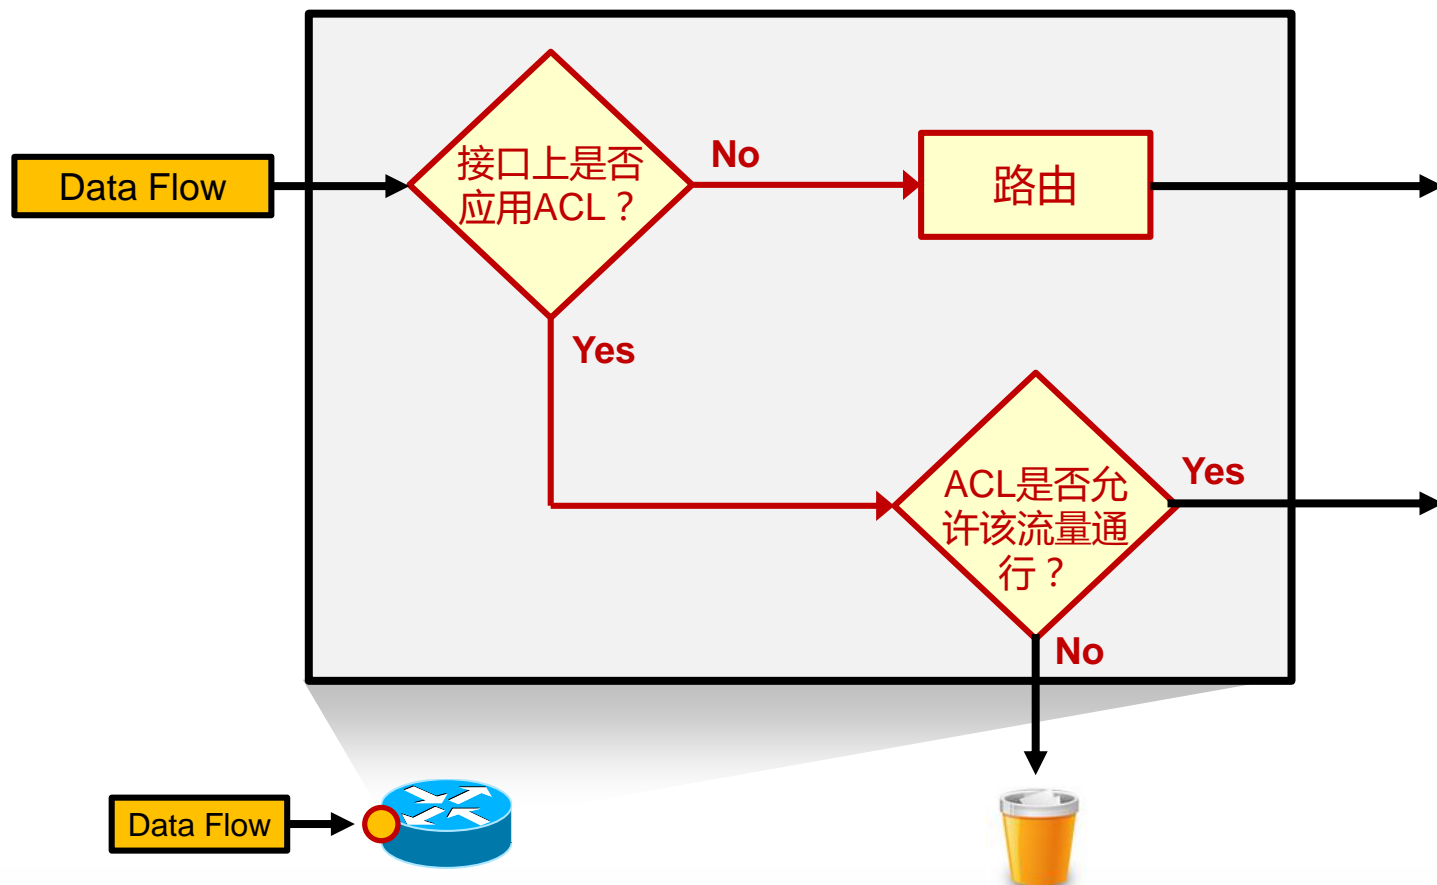 Data Flow
接口上是否
应用ACL？
No
路由
Yes
ACL是否允
许该流量通
行？
Yes
No
Data Flow